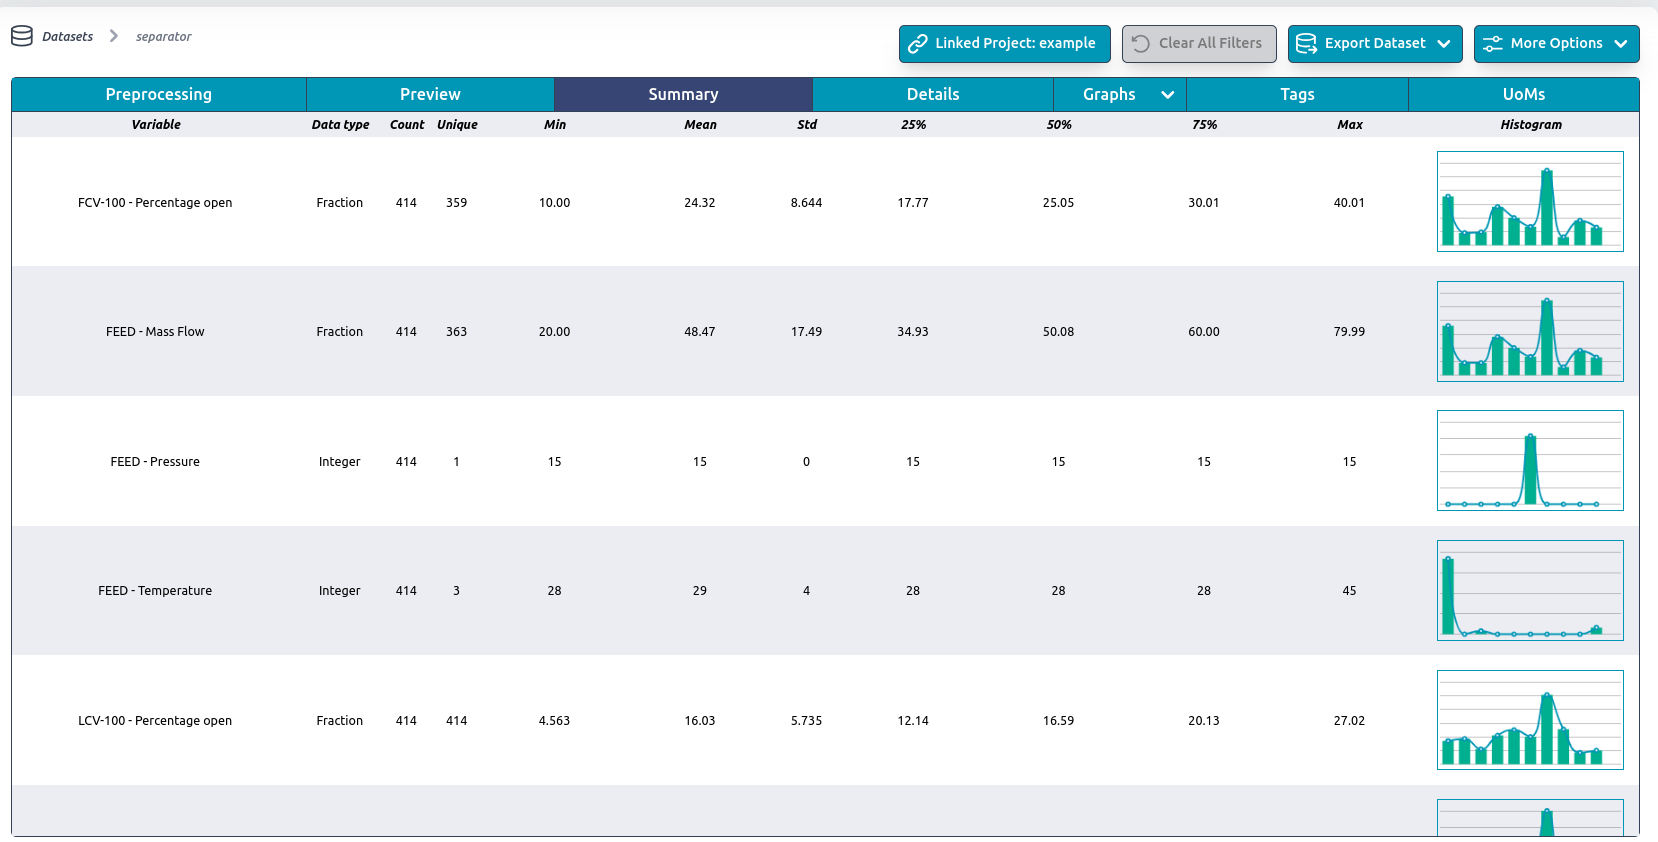 Datasets separator
Linked Project: example Clear All Filters Export Dataset More Options
Preprocessing Preview Summary Details Graphs Tags UoMs
Variable Data type Count Unique Min Mean Std 25% 50% 75% Max Histogram
FCV-100 - Percentage open Fraction 414 359 10.00 24.32 8.644 17.77 25.05 30.01 40.01
FEED - Mass Flow Fraction 414 363 20.00 48.47 17.49 34.93 50.08 60.00 79.99
FEED - Pressure Integer 414 1 15 15 0 15 15 15 15
FEED - Temperature Integer 414 3 28 29 4 28 28 28 45
LCV-100 - Percentage open Fraction 414 414 4.563 16.03 5.735 12.14 16.59 20.13 27.02